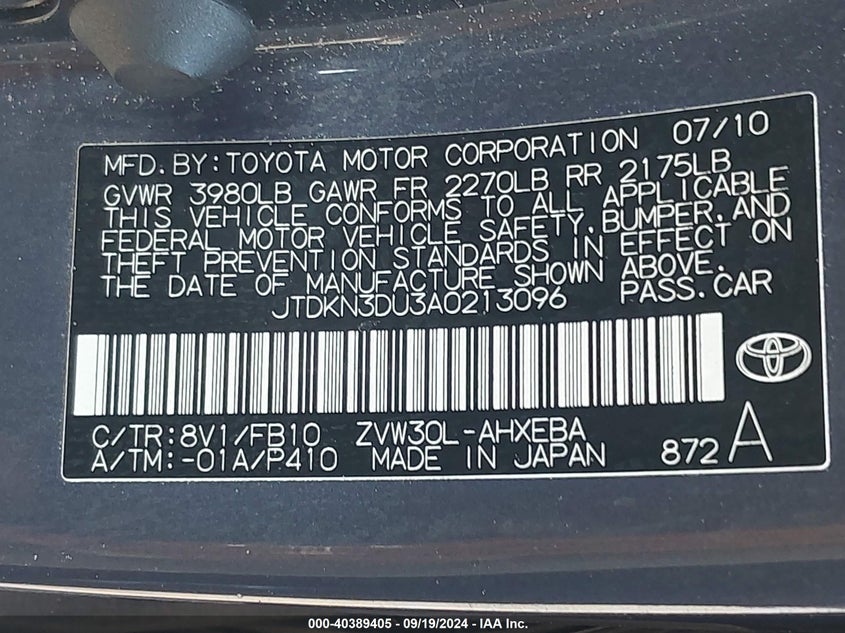 MFD.BY:TOYOTA MOTOR CORPORATION 07/10
GVWR 3980LB GAWR FR 2270LB RR 2175LB
THIS VEHICLE CONFORMS TO ALL APPLICABLE
FEDERAL MOTOR VEHICLE SAFETY,BUMPER,AND
THEFT PREVENTION STANDARDS IN EFFECT ON
THE DATE OF MANUFACTURE SHOWN ABOVE.
JTDKN3DU3A0213096 PASS.CAR
C/TR:8V1/FB10 ZVW30L-AHXEBA
A/TM:-01A/P410 MADE IN JAPAN 872 A
000-40389405 - 09/19/2024 - IAA Inc.